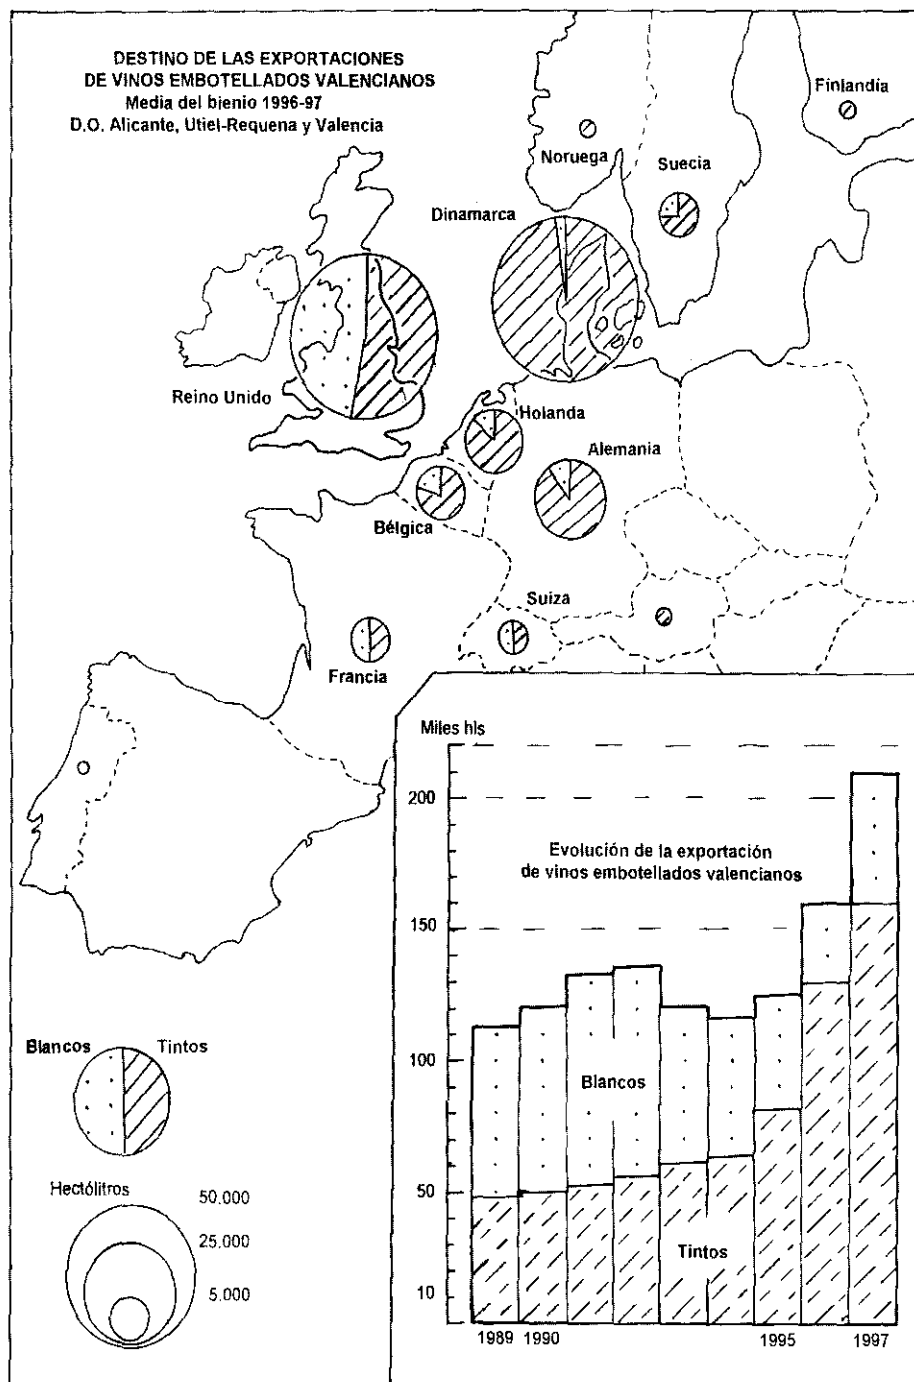 DESTINO DE LAS EXPORTACIONES
DE VINOS EMBOTELLADOS VALENCIANOS
Media del bienio 1996-97
D.O. Alicante, Utiel-Requena y Valencia
Finlandía
Noruega
Suecia
Dinamarca
Reino Unido
Holanda
Alemania
Bélgica
Suiza
Francia
Miles hls
200
Evolución de la exportación
de vinos embotellados valencianos
150
100
Blancos
50
Tintos
10
1989
1990
1995
1997
Blancos
Tintos
Hectólitros
50.000
25.000
5.000